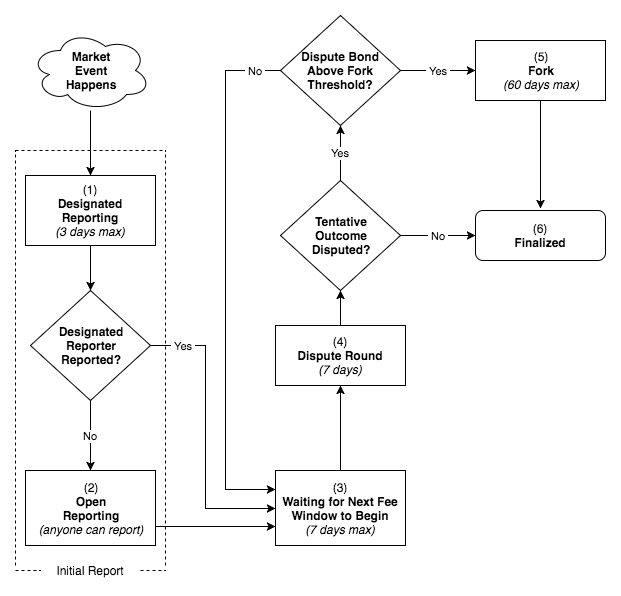 Market
Event
Happens
(1)
Designated
Reporting
(3 days max)
Designated
Reporter
Reported?
Yes
No
(2)
Open
Reporting
(anyone can report)
Initial Report
(3)
Waiting for Next Fee
Window to Begin
(7 days max)
(4)
Dispute Round
(7 days)
Tentative
Outcome
Disputed?
No
Yes
Dispute Bond
Above Fork
Threshold?
No
Yes
(5)
Fork
(60 days max)
(6)
Finalized